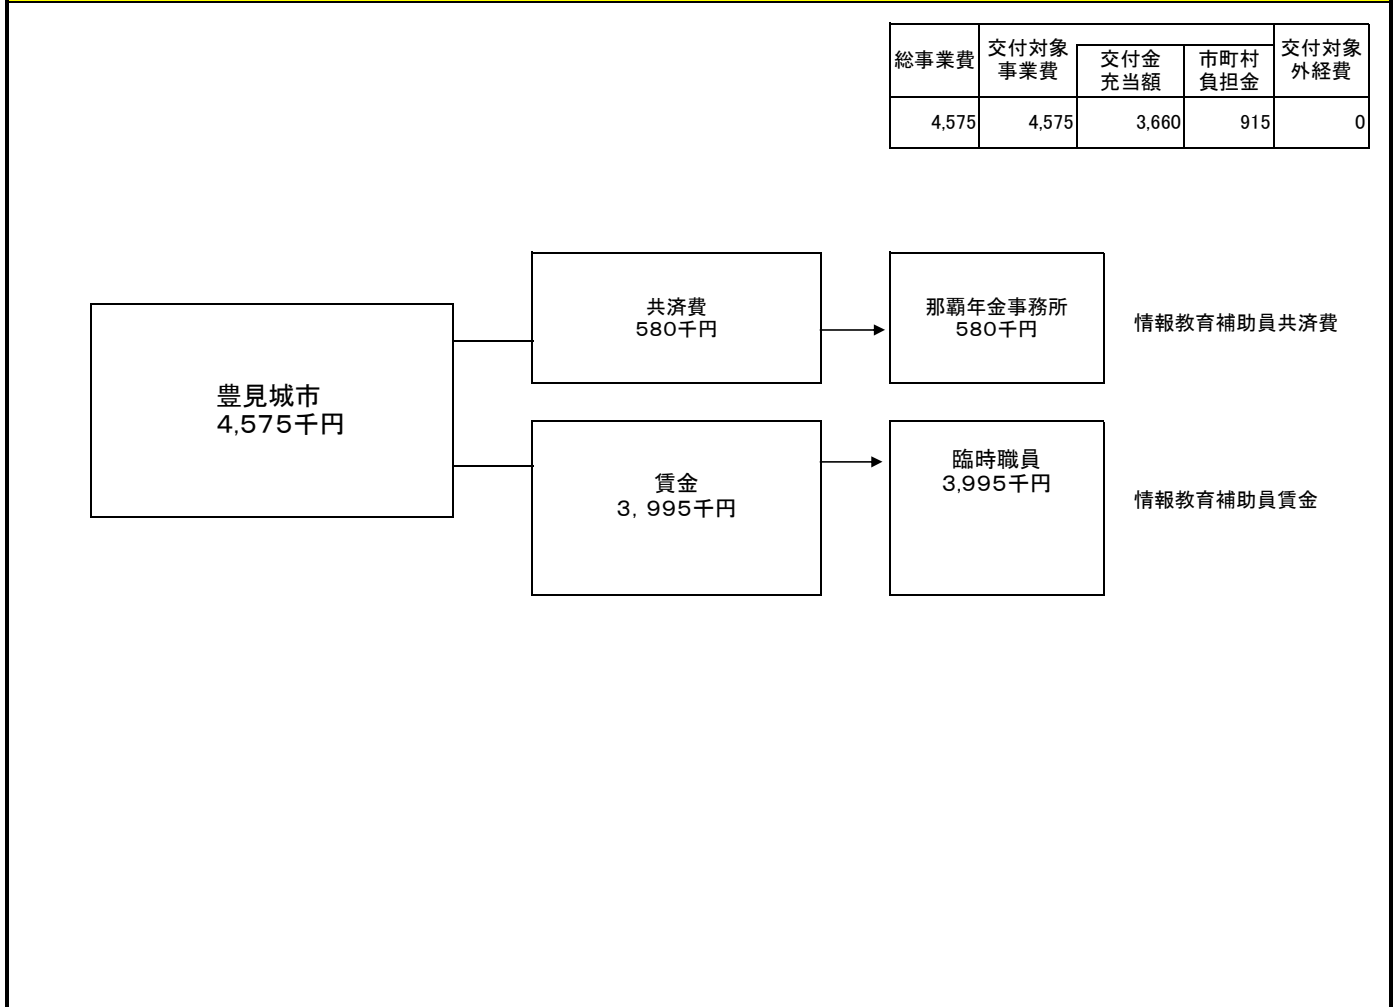 総事業費
交付対象
事業費
交付金
充当額
市町村
負担金
交付対象
外経費
4,575
4,575
3,660
915
0
豊見城市
4,575千円
共済費
580千円
那覇年金事務所
580千円
情報教育補助員共済費
賃金
3，995千円
臨時職員
3,995千円
情報教育補助員賃金